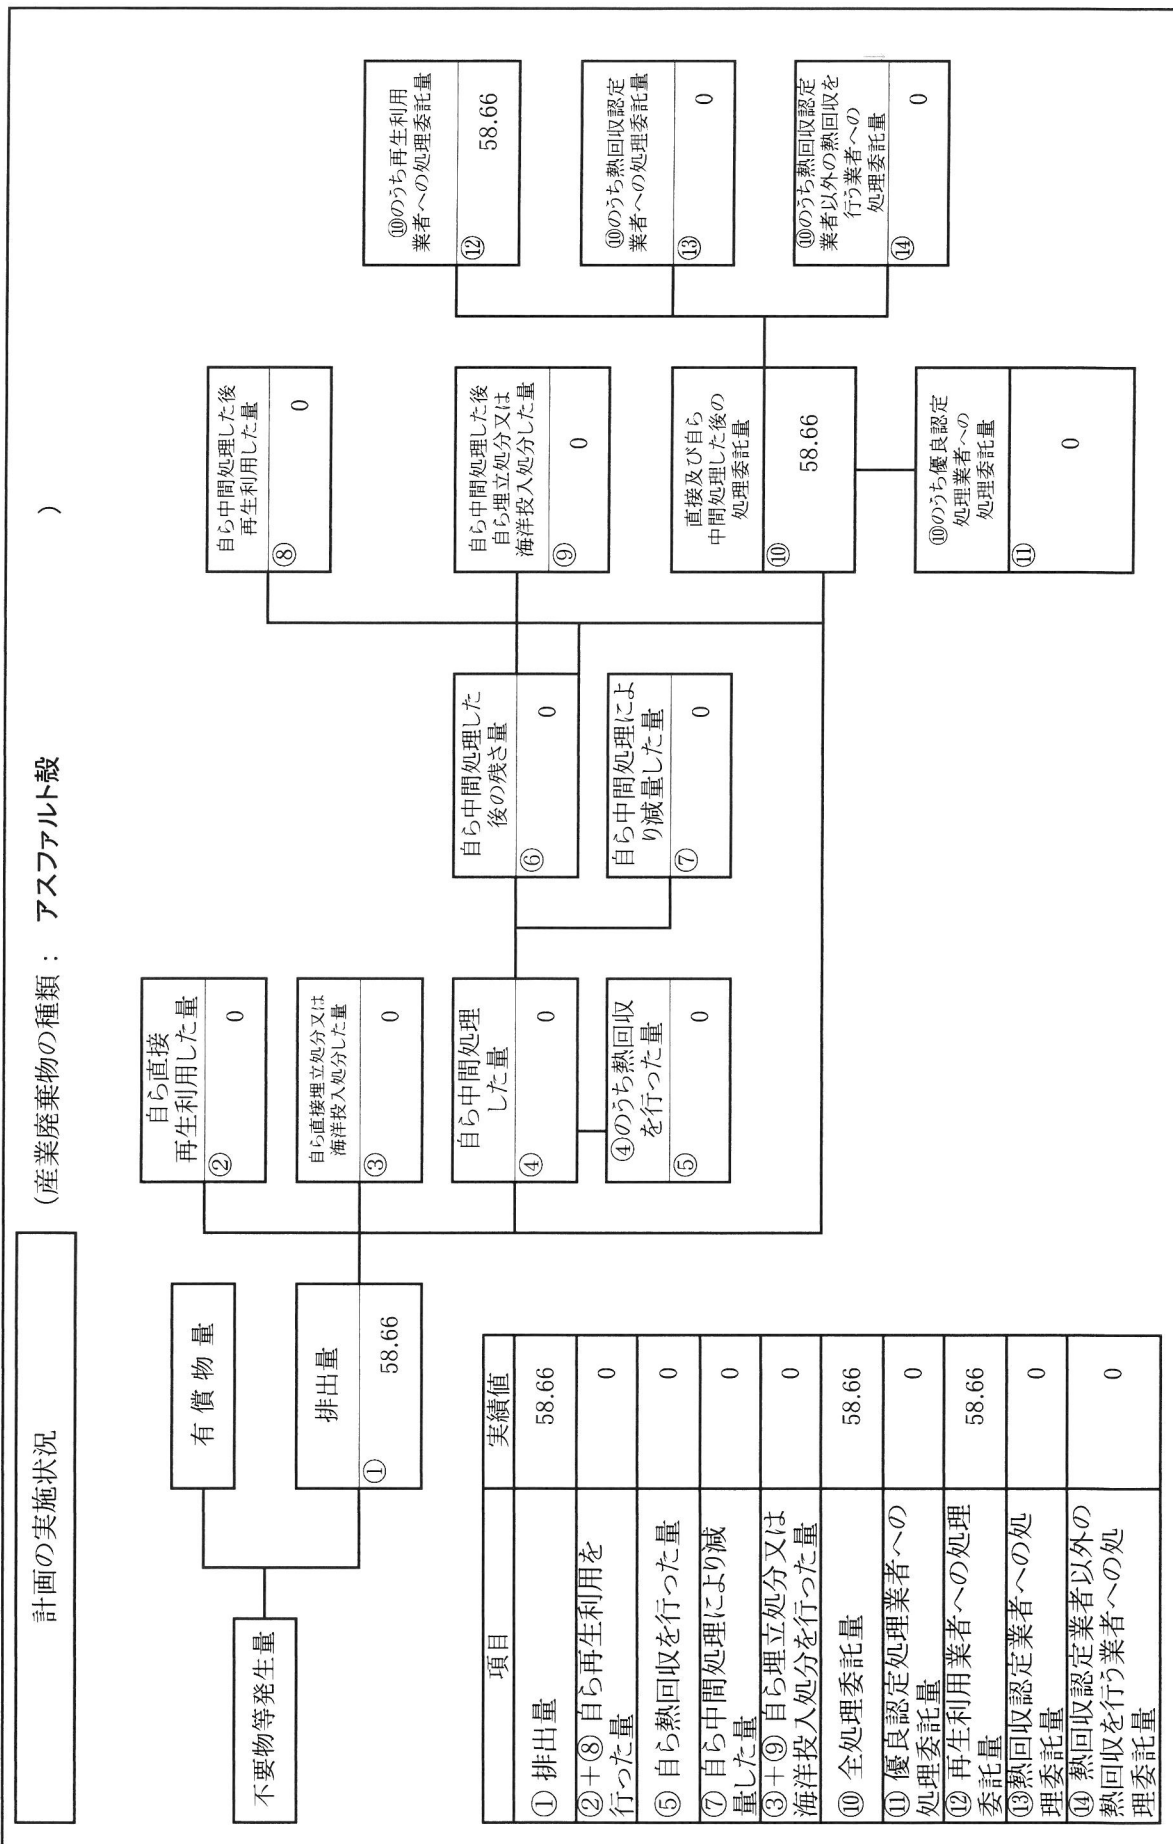 計画の実施状況
(産業廃棄物の種類： アスファルト殻 )
不要物等発生量
有償物量
排出量
① 58.66
自ら直接
再生利用した量
② 0
自ら直接埋立処分又は
海洋投入処分した量
③ 0
自ら中間処理
した量
④ 0
④のうち熱回収
を行った量
⑤ 0
自ら中間処理した
後の残さ量
⑥ 0
自ら中間処理によ
り減量した量
⑦ 0
自ら中間処理した後
再生利用した量
⑧ 0
自ら中間処理した後
自ら埋立処分又は
海洋投入処分した量
⑨ 0
直接及び自ら
中間処理した後の
処理委託量
⑩ 58.66
⑩のうち優良認定
処理業者への
処理委託量
⑪ 0
⑩のうち再生利用
業者への処理委託量
⑫ 58.66
⑩のうち熱回収認定
業者への処理委託量
⑬ 0
⑩のうち熱回収認定
業者以外の熱回収を
行う業者への
処理委託量
⑭ 0
項目 実績値
① 排出量 58.66
②+⑧ 自ら再生利用を
行った量 0
⑤ 自ら熱回収を行った量 0
⑦ 自ら中間処理により減
量した量 0
③+⑨ 自ら埋立処分又は
海洋投入処分を行った量 0
⑩ 全処理委託量 58.66
⑪ 優良認定処理業者への
処理委託量 0
⑫ 再生利用業者への処理
委託量 58.66
⑬熱回収認定業者への処
理委託量 0
⑭ 熱回収認定業者以外の
熱回収を行う業者への処
理委託量 0